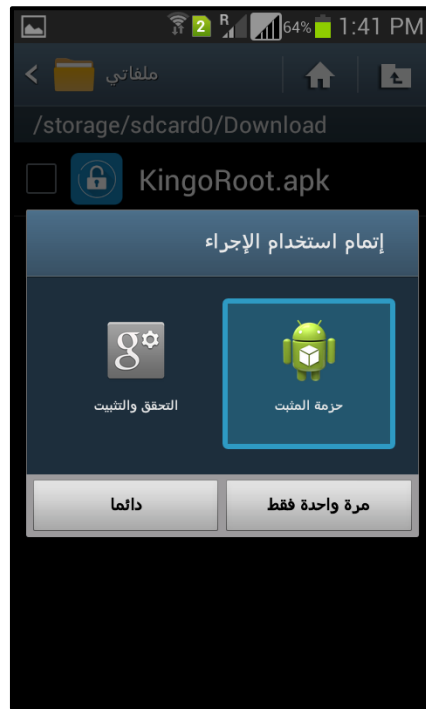 2 R 64% 1:41 PM
ملفاتي
/storage/sdcard0/Download
KingoRoot.apk
إتمام استخدام الإجراء
حزمة المثبت
g التحقق والتثبيت
مرة واحدة فقط
دائما